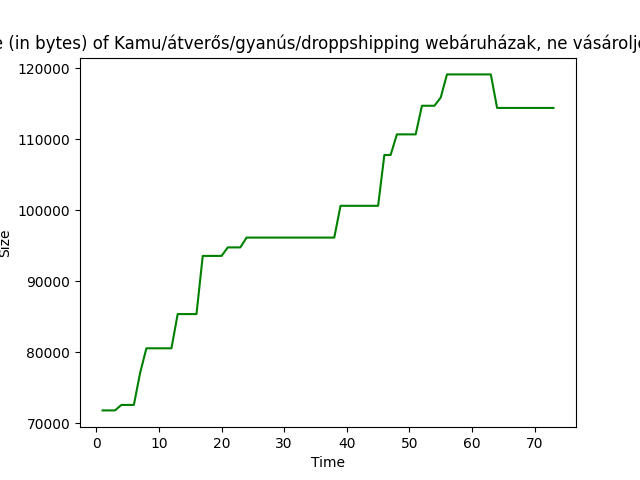 (in bytes) of Kamu/átverős/gyanús/droppshipping webáruházak, ne
120000
110000
100000
90000
80000
70000
Size
0 10 20 30 40 50 60 70
Time